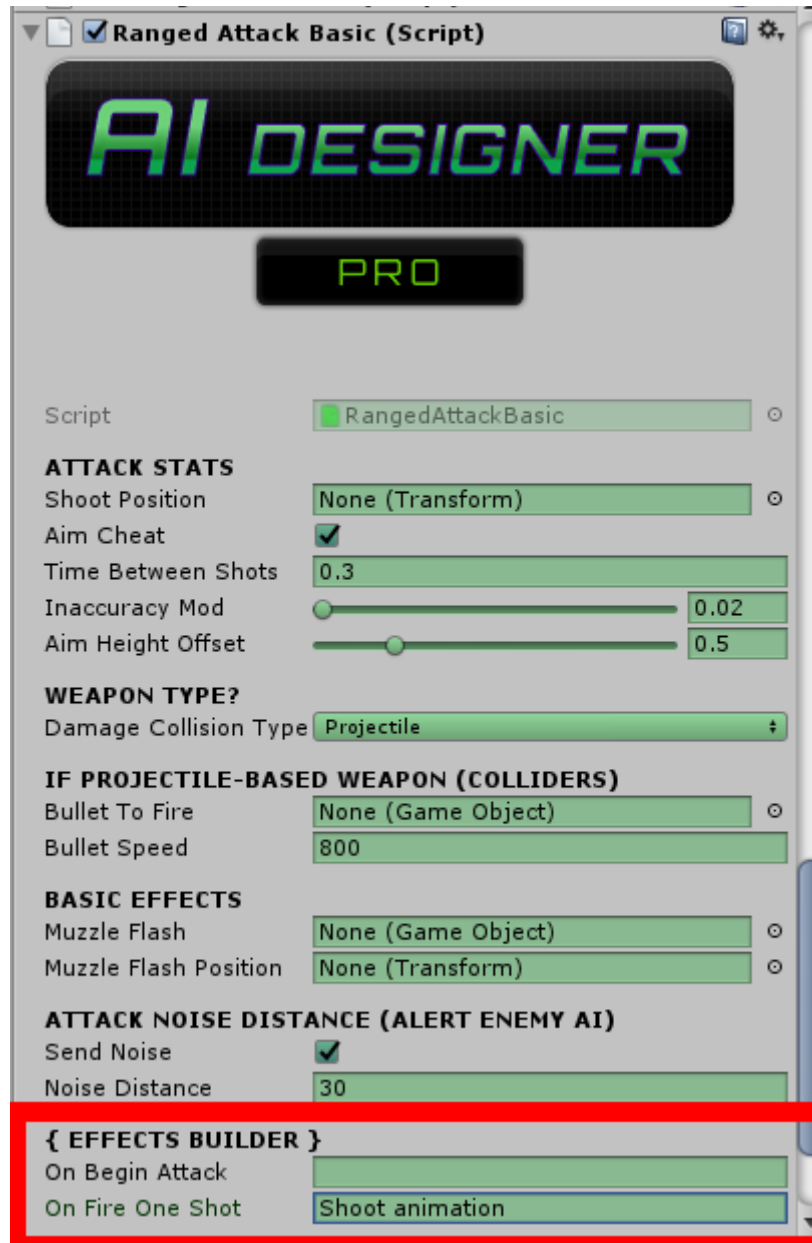 Ranged Attack Basic (Script)
AI DESIGNER
PRO
Script RangedAttackBasic
ATTACK STATS
Shoot Position None (Transform)
Aim Cheat
Time Between Shots 0.3
Inaccuracy Mod 0.02
Aim Height Offset 0.5
WEAPON TYPE?
Damage Collision Type Projectile
IF PROJECTILE-BASED WEAPON (COLLIDERS)
Bullet To Fire None (Game Object)
Bullet Speed 800
BASIC EFFECTS
Muzzle Flash None (Game Object)
Muzzle Flash Position None (Transform)
ATTACK NOISE DISTANCE (ALERT ENEMY AI)
Send Noise
Noise Distance 30
{ EFFECTS BUILDER }
On Begin Attack
On Fire One Shot Shoot animation